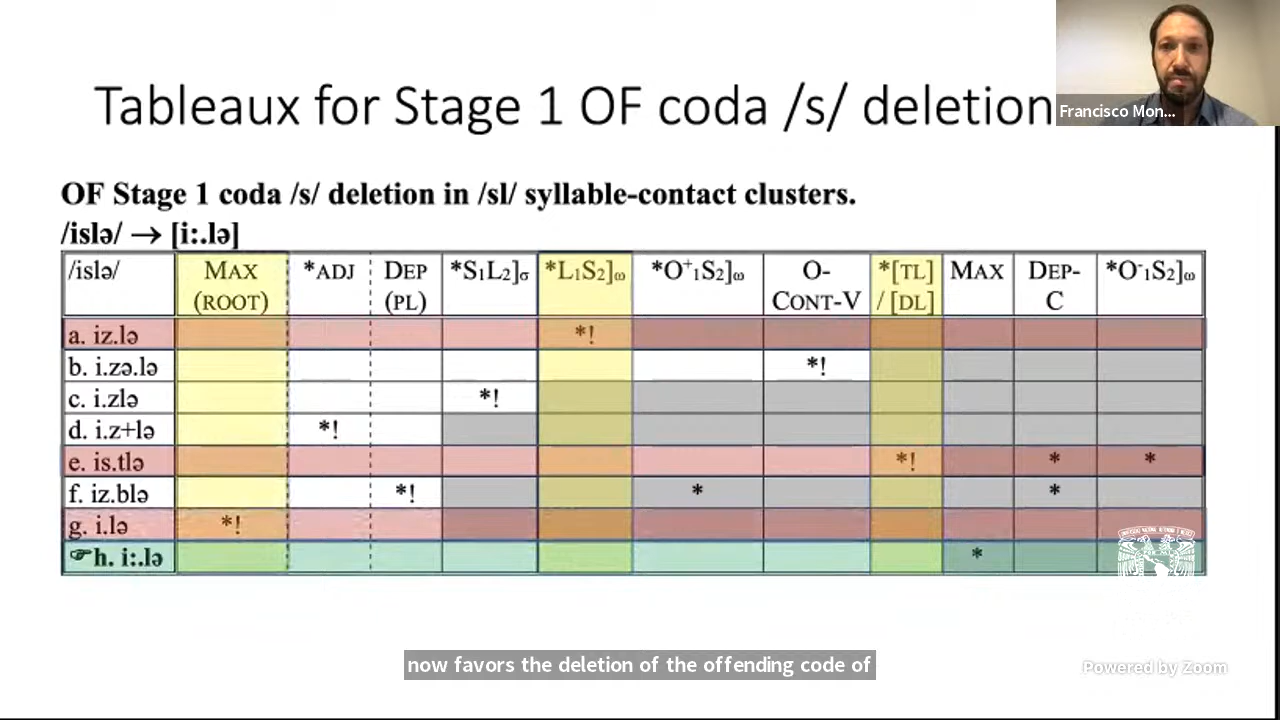 Tableaux for Stage 1 OF coda /s/ deletion
Francisco Mon...
OF Stage 1 coda /s/ deletion in /sl/ syllable-contact clusters.
/islə/ → [i:.lə]
/islə/ MAX (ROOT) *ADJ DEP (PL) *S₁L₂]σ *L₁S₂]ω *O⁺₁S₂]ω O-CONT-V *[TL] / [DL] MAX DEP-C *O⁻₁S₂]ω
a. iz.lə *!
b. i.zə.lə *!
c. i.zlə *!
d. i.z+lə *!
e. is.tlə *! * *
f. iz.blə *! * *
g. i.lə *!
☞h. i:.lə *
now favors the deletion of the offending code of
Powered by Zoom